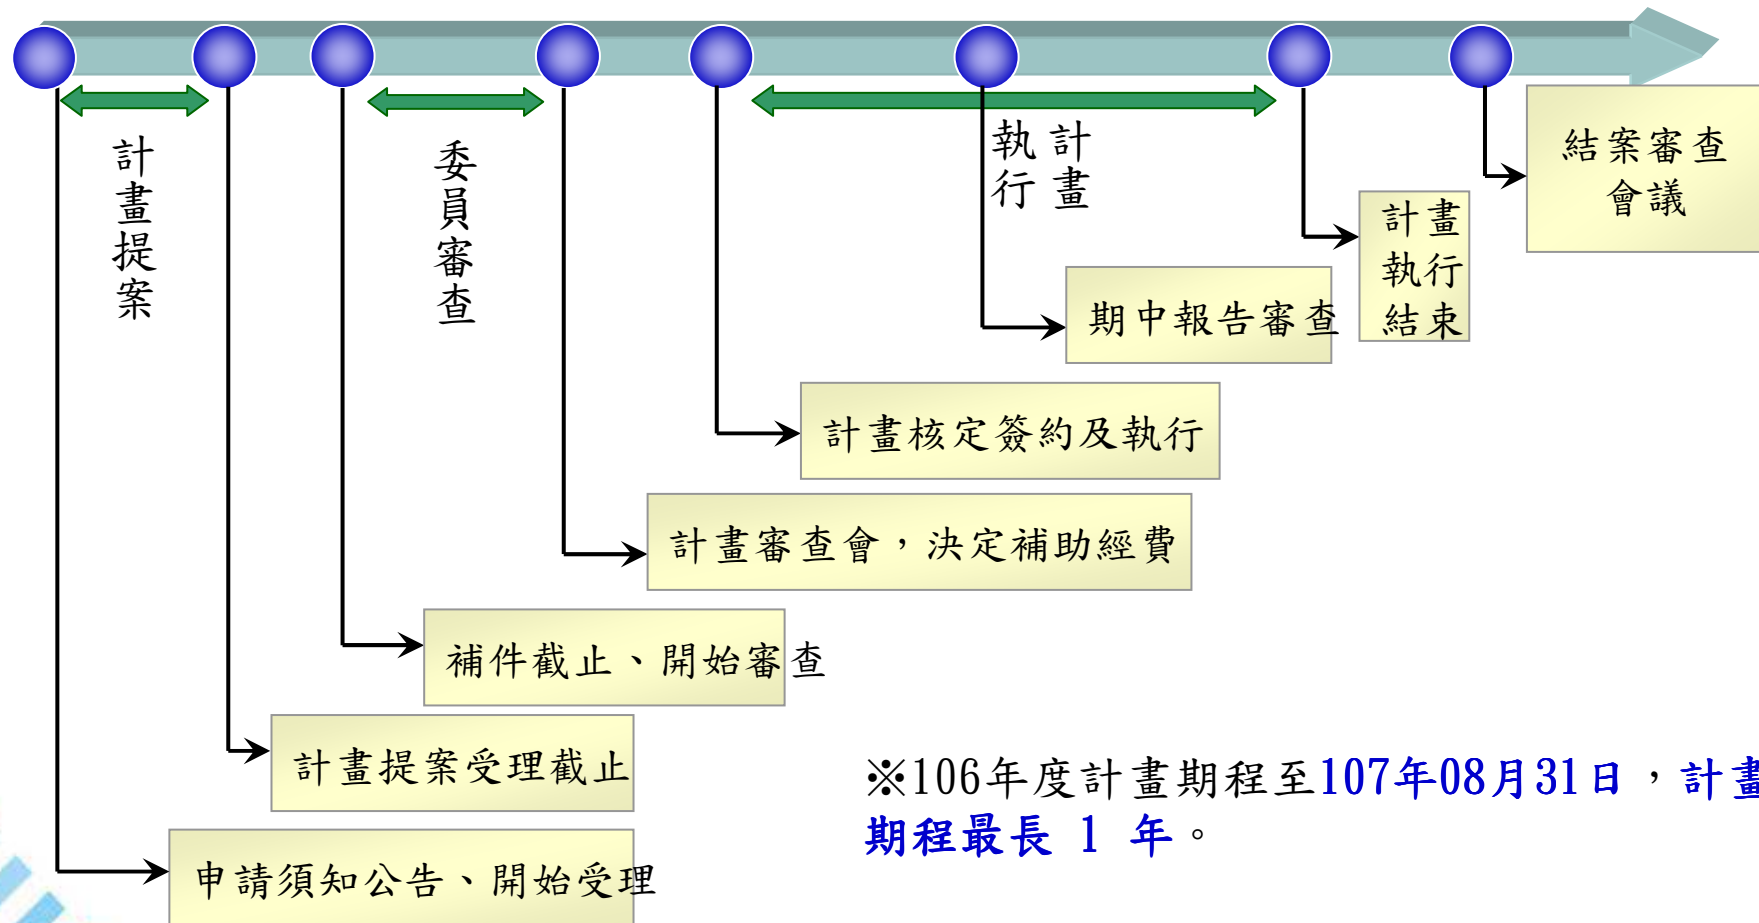 計畫提案
委員審查
執行
計畫
結案審查
會議
計畫
執行
結束
期中報告審查
計畫核定簽約及執行
計畫審查會，決定補助經費
補件截止、開始審查
計畫提案受理截止
申請須知公告、開始受理
※106年度計畫期程至107年08月31日，計畫
期程最長 1 年。